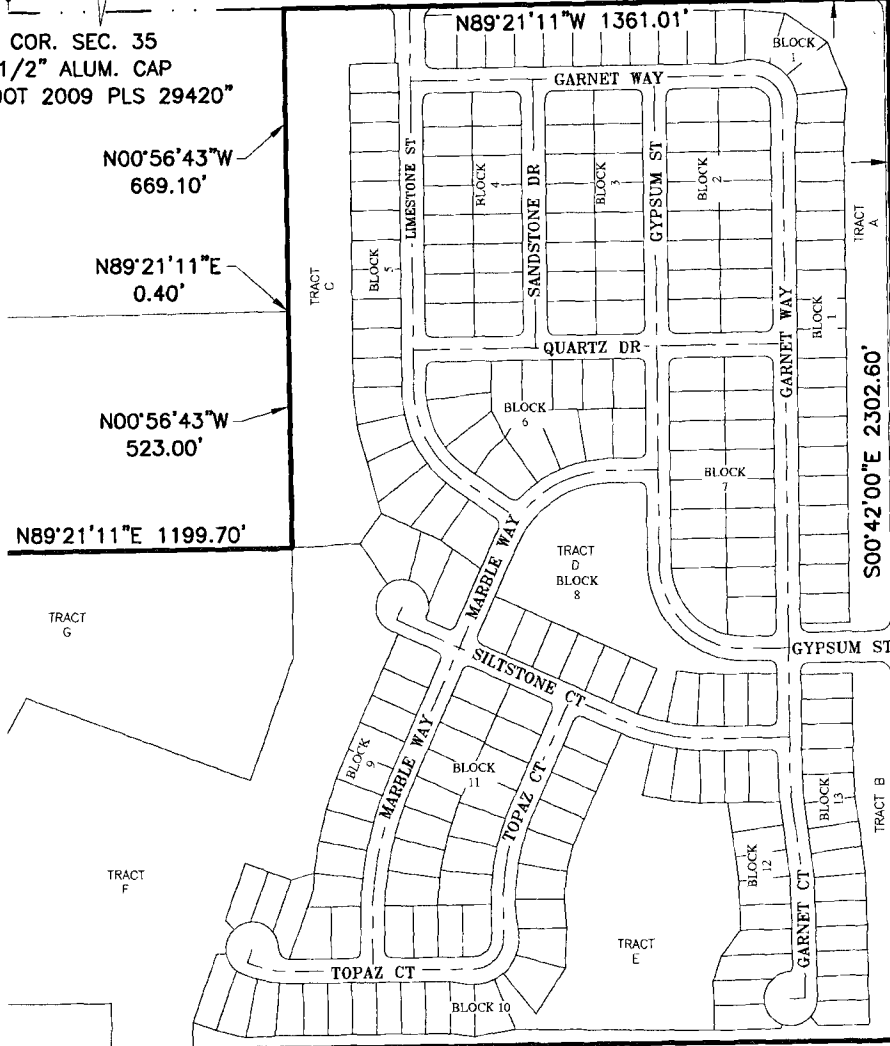 N89°21'11"W 1361.01'
COR. SEC. 35
1/2" ALUM. CAP
DOT 2009 PLS 29420"
N00°56'43"W
669.10'
N89°21'11"E
0.40'
N00°56'43"W
523.00'
N89°21'11"E 1199.70'
S00°42'00"E 2302.60'
BLOCK
1
GARNET WAY
LIMESTONE ST
BLOCK
4
SANDSTONE DR
BLOCK
3
GYPSUM ST
BLOCK
2
TRACT
A
TRACT
C
BLOCK
5
GARNET WAY
BLOCK
1
QUARTZ DR
BLOCK
6
BLOCK
7
MARBLE WAY
TRACT
D
BLOCK
8
TRACT
G
GYPSUM ST
SILTSTONE CT
BLOCK
9
MARBLE WAY
BLOCK
11
TOPAZ CT
BLOCK
13
TRACT B
BLOCK
12
TRACT
F
GARNET CT
TRACT
E
TOPAZ CT
BLOCK 10